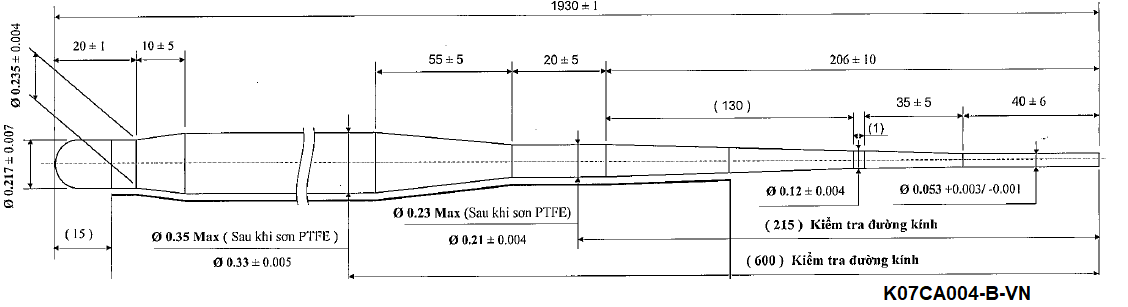 1930 ± 1
20 ± 1
10 ± 5
55 ± 5
20 ± 5
206 ± 10
Ø 0.235 ± 0.004
( 130 )
35 ± 5
40 ± 6
(1)
Ø 0.217 ± 0.007
Ø 0.12 ± 0.004
Ø 0.053 +0.003/ -0.001
Ø 0.23 Max (Sau khi sơn PTFE)
( 15 )
Ø 0.35 Max ( Sau khi sơn PTFE )
Ø 0.21 ± 0.004
( 215 ) Kiểm tra đường kính
Ø 0.33 ± 0.005
( 600 ) Kiểm tra đường kính
K07CA004-B-VN